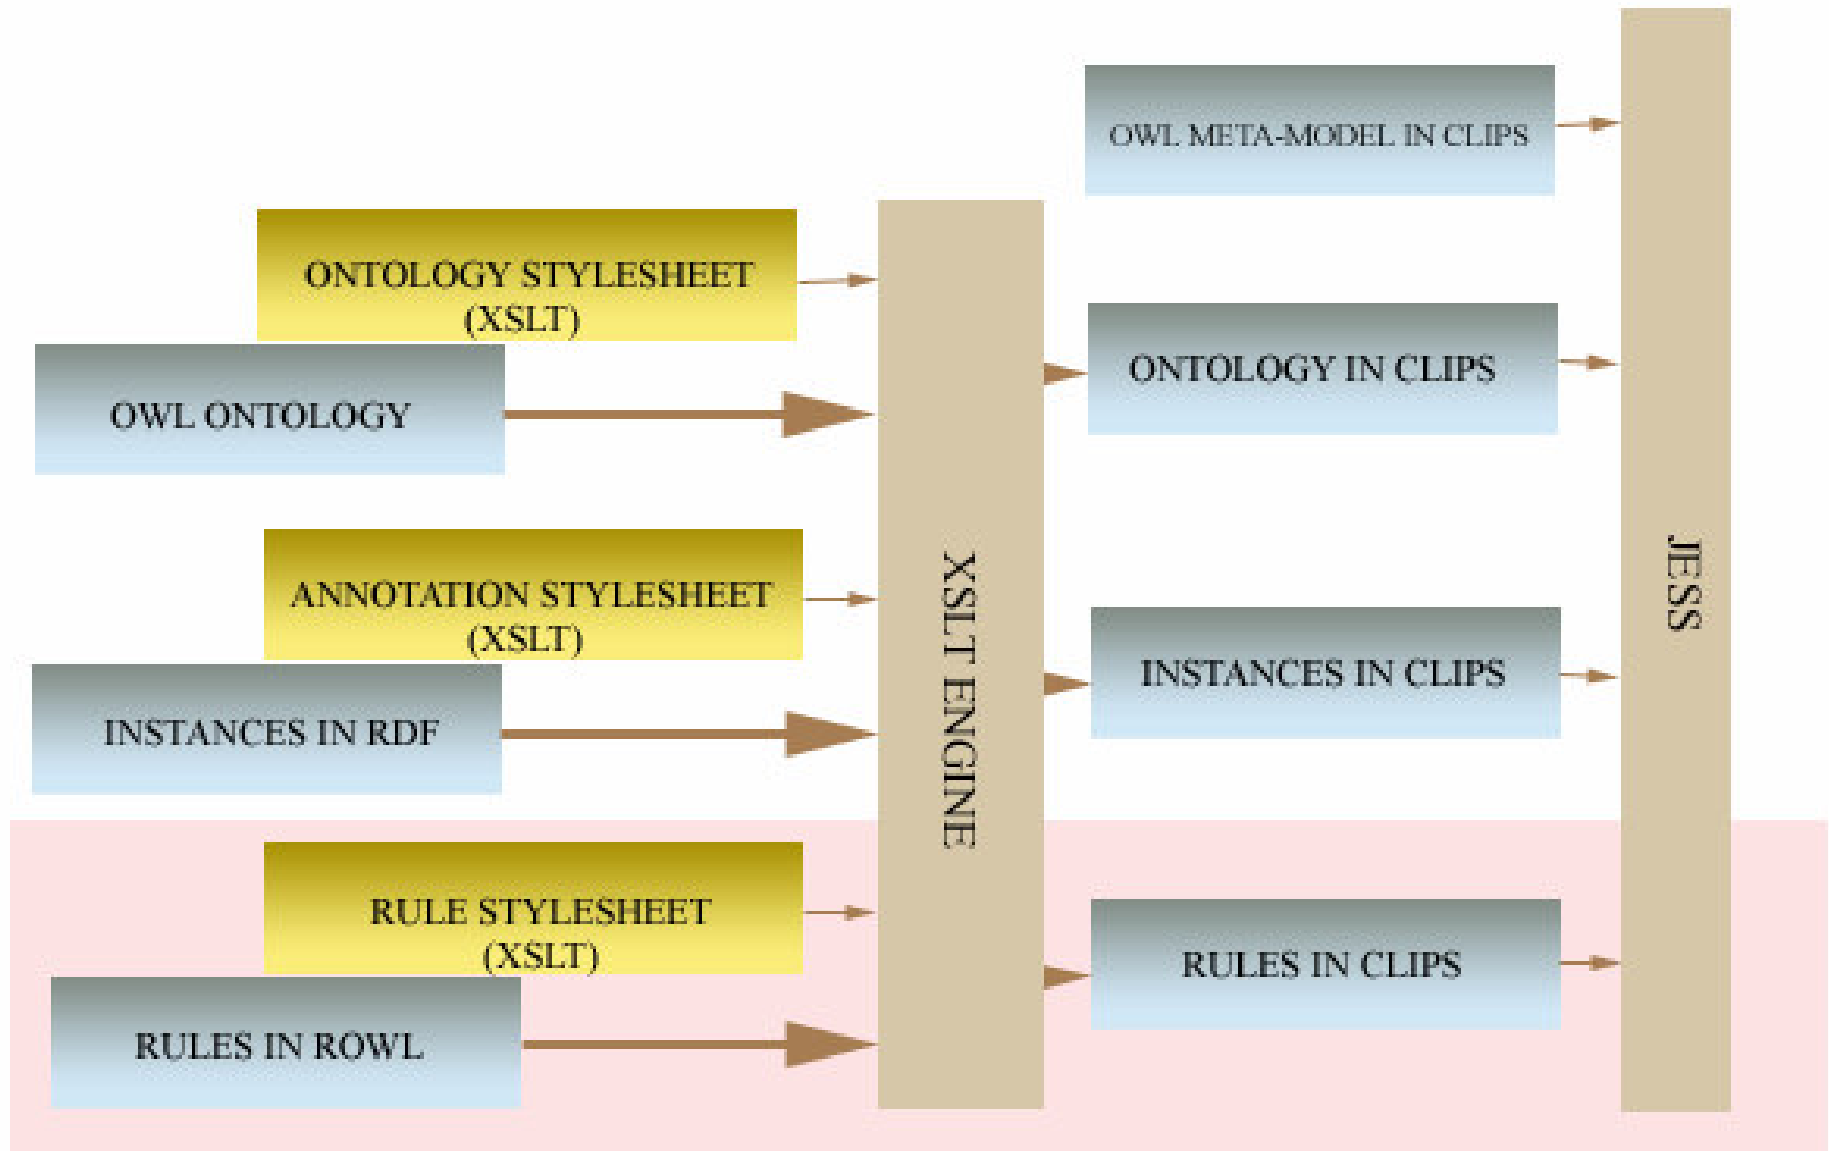 OWL META-MODEL IN CLIPS
ONTOLOGY STYLESHEET
(XSLT)
OWL ONTOLOGY
ONTOLOGY IN CLIPS
ANNOTATION STYLESHEET
(XSLT)
INSTANCES IN RDF
XSLT ENGINE
INSTANCES IN CLIPS
JESS
RULE STYLESHEET
(XSLT)
RULES IN ROWL
RULES IN CLIPS